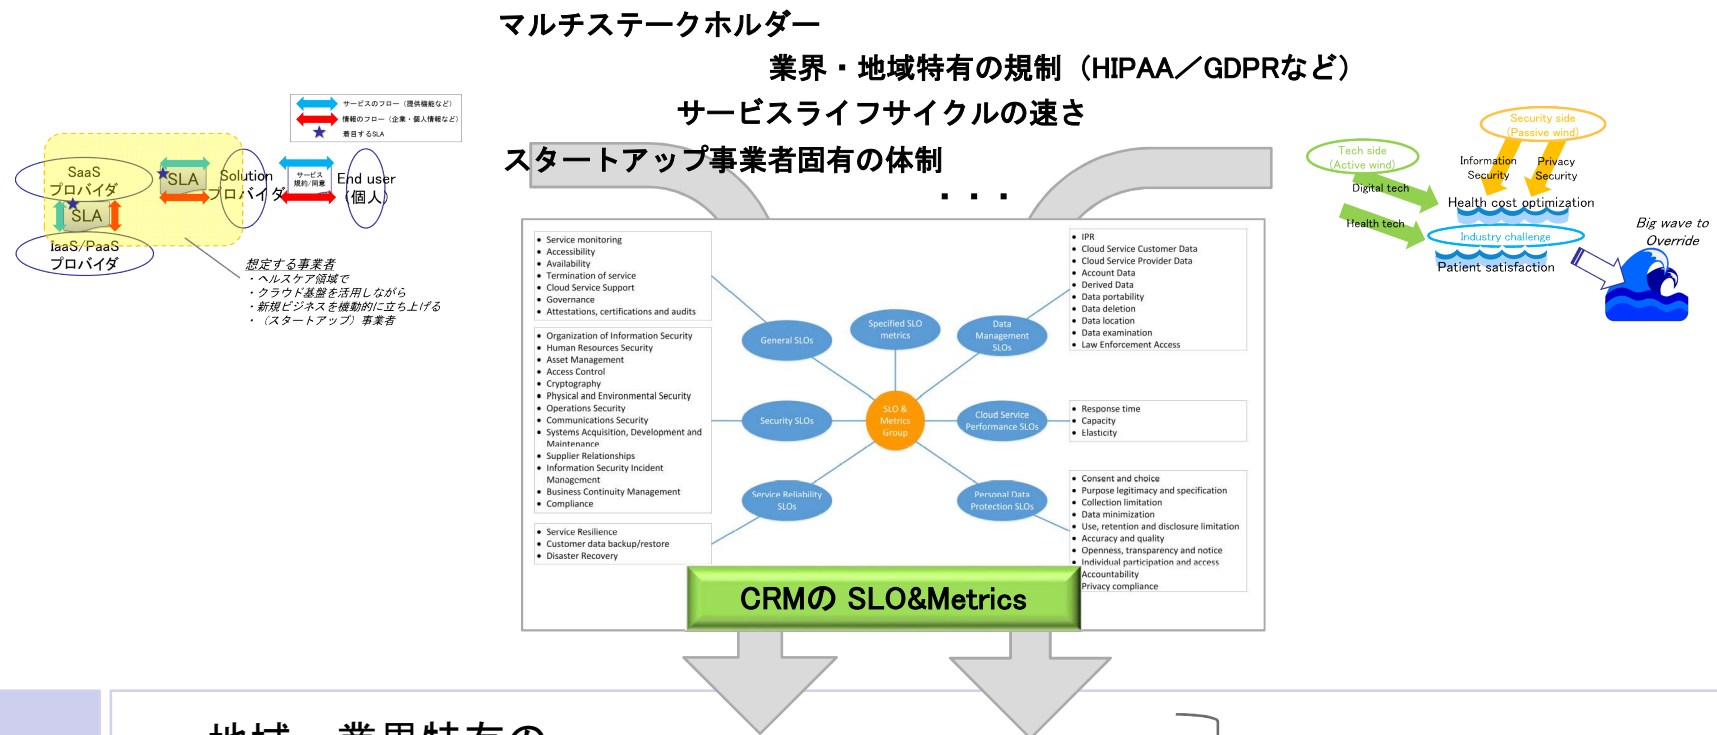 マルチステークホルダー
業界・地域特有の規制（HIPAA／GDPRなど）
サービスライフサイクルの速さ
スタートアップ事業者固有の体制
・・・
サービスのフロー（提供機能など）
情報のフロー（企業・個人情報など）
着目するSLA
SaaS
プロバイダ
SLA
Solution
プロバイダ
サービス
規約/同意
End user
（個人）
SLA
IaaS/PaaS
プロバイダ
想定する事業者
・ヘルスケア領域で
・クラウド基盤を活用しながら
・新規ビジネスを機動的に立ち上げる
・（スタートアップ）事業者
Security side
(Passive wind)
Tech side
(Active wind)
Information
Security
Privacy
Security
Digital tech
Health cost optimization
Health tech
Industry challenge
Patient satisfaction
Big wave to
Override
• Service monitoring
• Accessibility
• Availability
• Termination of service
• Cloud Service Support
• Governance
• Attestations, certifications and audits
• Organization of Information Security
• Human Resources Security
• Asset Management
• Access Control
• Cryptography
• Physical and Environmental Security
• Operations Security
• Communications Security
• Systems Acquisition, Development and
Maintenance
• Supplier Relationships
• Information Security Incident
Management
• Business Continuity Management
• Compliance
• Service Resilience
• Customer data backup/restore
• Disaster Recovery
General SLOs
Specified SLO
metrics
Data
Management
SLOs
Security SLOs
SLO &
Metrics
Group
Cloud Service
Performance SLOs
Service Reliability
SLOs
Personal Data
Protection SLOs
• IPR
• Cloud Service Customer Data
• Cloud Service Provider Data
• Account Data
• Derived Data
• Data portability
• Data deletion
• Data location
• Data examination
• Law Enforcement Access
• Response time
• Capacity
• Elasticity
• Consent and choice
• Purpose legitimacy and specification
• Collection limitation
• Data minimization
• Use, retention and disclosure limitation
• Accuracy and quality
• Openness, transparency and notice
• Individual participation and access
Accountability
Privacy compliance
CRMの SLO&Metrics
地域、業界特有の